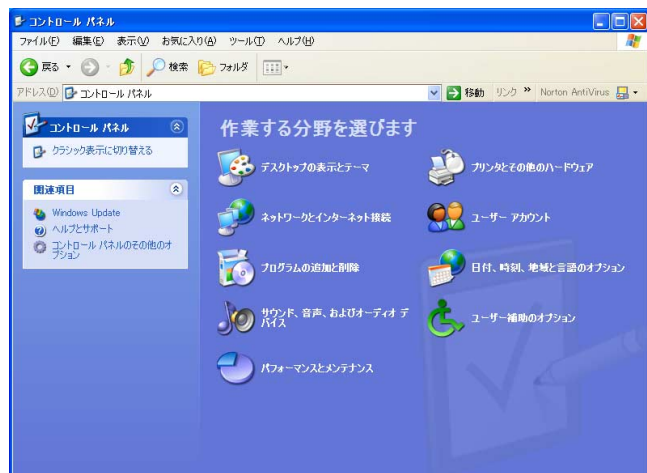 コントロール パネル
ファイル(F) 編集(E) 表示(V) お気に入り(A) ツール(T) ヘルプ(H)
戻る 検索 フォルダ
アドレス(D) コントロール パネル 移動 リンク » Norton AntiVirus
コントロール パネル
クラシック表示に切り替える
関連項目
Windows Update
ヘルプとサポート
コントロール パネルのその他のオ
プション
作業する分野を選びます
デスクトップの表示とテーマ
プリンタとその他のハードウェア
ネットワークとインターネット接続
ユーザー アカウント
プログラムの追加と削除
日付、時刻、地域と言語のオプション
サウンド、音声、およびオーディオ デ
バイス
ユーザー補助のオプション
パフォーマンスとメンテナンス